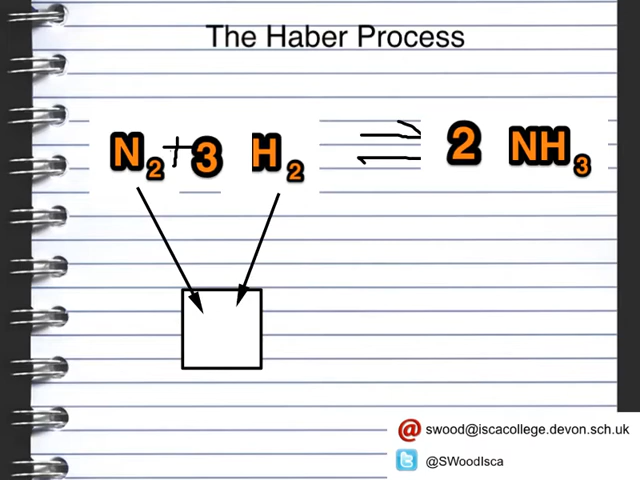 The Haber Process
N₂ + 3 H₂ ⇌ 2 NH₃
swood@iscacollege.devon.sch.uk
@SWoodIsca